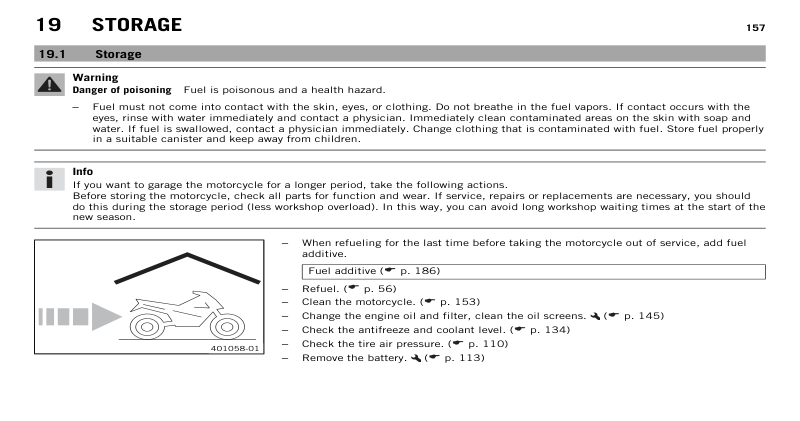 19 STORAGE 157
19.1 Storage
Warning
Danger of poisoning Fuel is poisonous and a health hazard.
– Fuel must not come into contact with the skin, eyes, or clothing. Do not breathe in the fuel vapors. If contact occurs with the
eyes, rinse with water immediately and contact a physician. Immediately clean contaminated areas on the skin with soap and
water. If fuel is swallowed, contact a physician immediately. Change clothing that is contaminated with fuel. Store fuel properly
in a suitable canister and keep away from children.
Info
If you want to garage the motorcycle for a longer period, take the following actions.
Before storing the motorcycle, check all parts for function and wear. If service, repairs or replacements are necessary, you should
do this during the storage period (less workshop overload). In this way, you can avoid long workshop waiting times at the start of the
new season.
401058-01
– When refueling for the last time before taking the motorcycle out of service, add fuel
additive.
Fuel additive (☛ p. 186)
– Refuel. (☛ p. 56)
– Clean the motorcycle. (☛ p. 153)
– Change the engine oil and filter, clean the oil screens. 🔧 (☛ p. 145)
– Check the antifreeze and coolant level. (☛ p. 134)
– Check the tire air pressure. (☛ p. 110)
– Remove the battery. 🔧 (☛ p. 113)